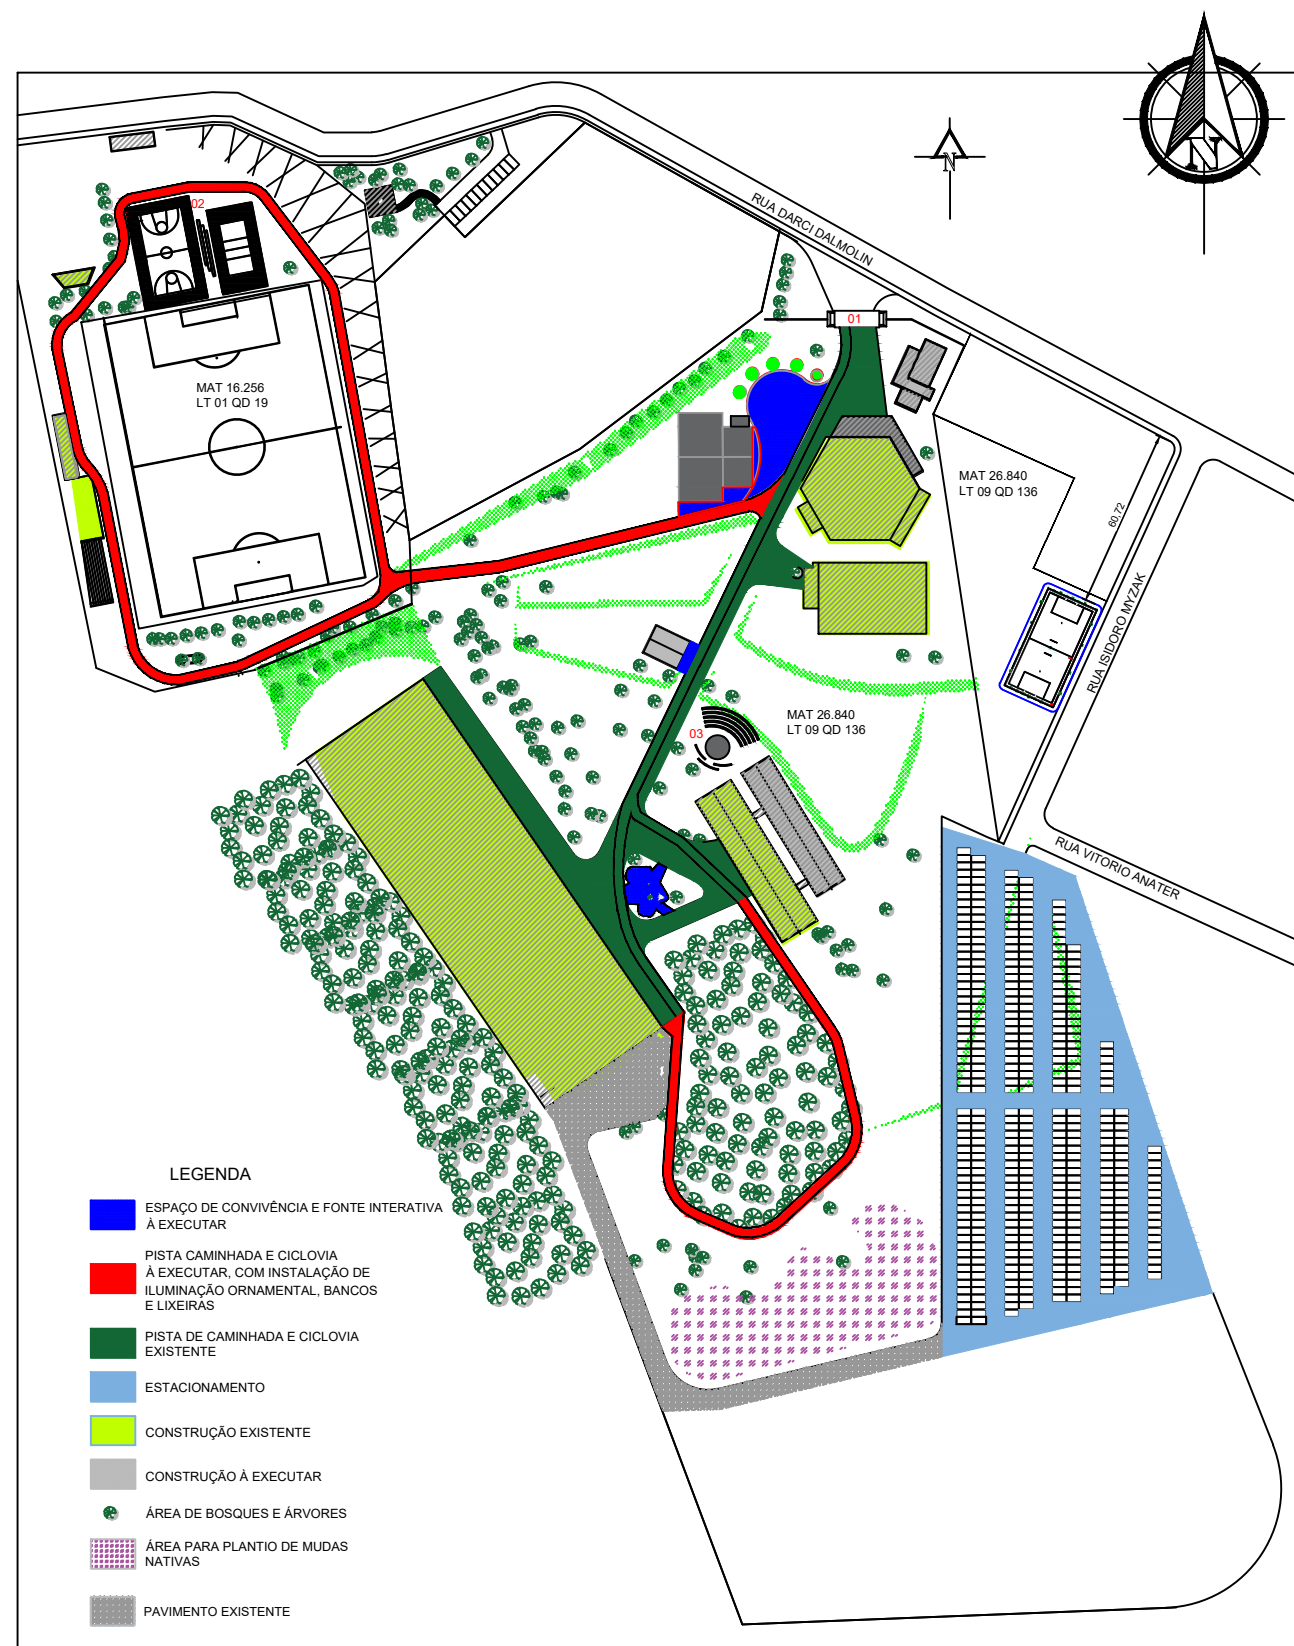 N
N
RUA DARCI DALMOLIN
02
01
MAT 16.256
LT 01 QD 19
MAT 26.840
LT 09 QD 136
60,72
RUA ISIDORO MYZAK
MAT 26.840
LT 09 QD 136
03
RUA VITORIO ANATER
LEGENDA
ESPAÇO DE CONVIVÊNCIA E FONTE INTERATIVA
À EXECUTAR
PISTA CAMINHADA E CICLOVIA
À EXECUTAR, COM INSTALAÇÃO DE
ILUMINAÇÃO ORNAMENTAL, BANCOS
E LIXEIRAS
PISTA DE CAMINHADA E CICLOVIA
EXISTENTE
ESTACIONAMENTO
CONSTRUÇÃO EXISTENTE
CONSTRUÇÃO À EXECUTAR
ÁREA DE BOSQUES E ÁRVORES
ÁREA PARA PLANTIO DE MUDAS
NATIVAS
PAVIMENTO EXISTENTE